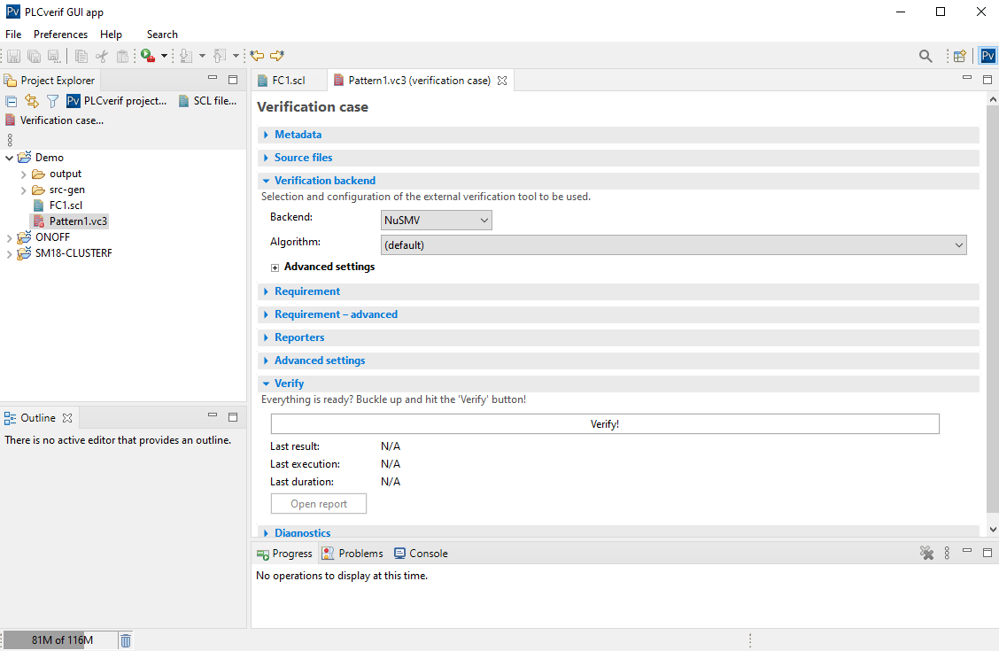 Pv PLCverif GUI app
File Preferences Help Search
Pv
Project Explorer
Pv PLCverif project... SCL file...
Verification case...
Demo
output
src-gen
FC1.scl
Pattern1.vc3
ONOFF
SM18-CLUSTERF
Outline
There is no active editor that provides an outline.
FC1.scl Pattern1.vc3 (verification case)
Verification case
Metadata
Source files
Verification backend
Selection and configuration of the external verification tool to be used.
Backend: NuSMV
Algorithm: (default)
Advanced settings
Requirement
Requirement – advanced
Reporters
Advanced settings
Verify
Everything is ready? Buckle up and hit the 'Verify' button!
Verify!
Last result: N/A
Last execution: N/A
Last duration: N/A
Open report
Diagnostics
Progress Problems Console
No operations to display at this time.
81M of 116M